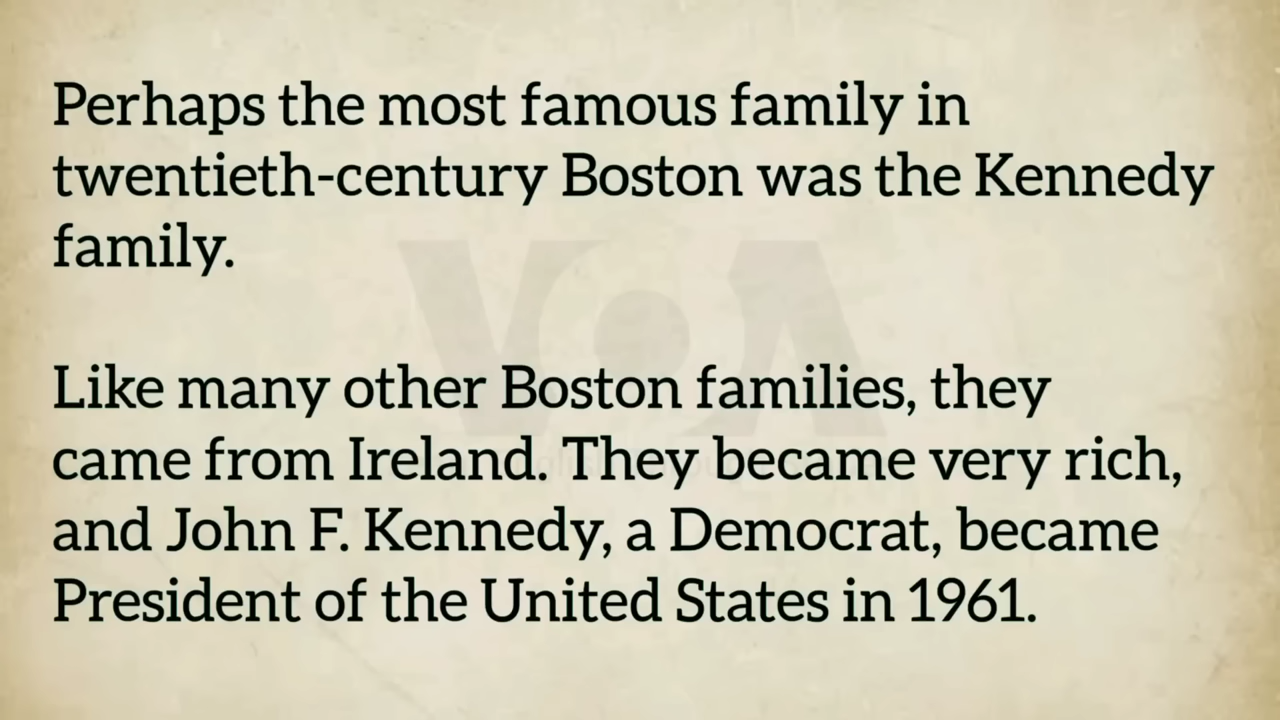 Perhaps the most famous family in
twentieth-century Boston was the Kennedy
family.
Like many other Boston families, they
came from Ireland. They became very rich,
and John F. Kennedy, a Democrat, became
President of the United States in 1961.
VOA